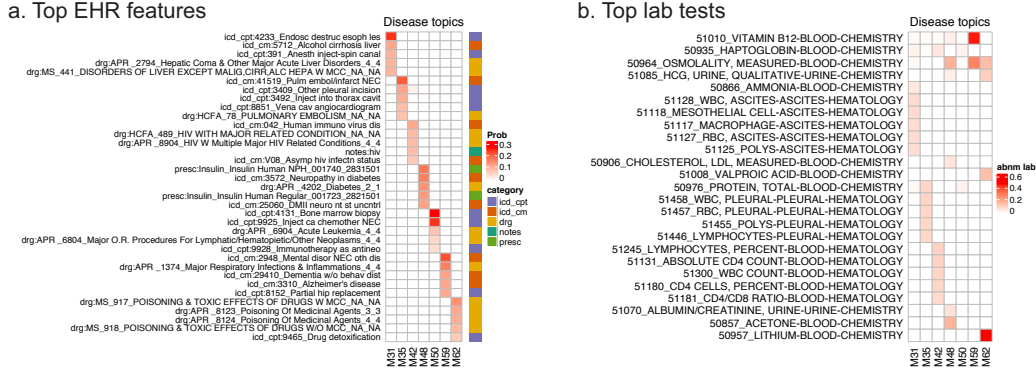 a. Top EHR features
Disease topics
icd_cpt:4233_Endosc destruc esoph les
icd_cm:5712_Alcohol cirrhosis liver
icd_cpt:391_Anesth inject-spin canal
drg:APR _2794_Hepatic Coma & Other Major Acute Liver Disorders_4_4
drg:MS_441_DISORDERS OF LIVER EXCEPT MALIG,CIRR,ALC HEPA W MCC_NA_NA
icd_cm:41519_Pulm embol/infarct NEC
icd_cpt:3409_Other pleural incision
icd_cpt:3492_Inject into thorax cavit
icd_cpt:8851_Vena cav angiocardiogram
drg:HCFA_78_PULMONARY EMBOLISM_NA_NA
icd_cm:042_Human immuno virus dis
drg:HCFA_489_HIV WITH MAJOR RELATED CONDITION_NA_NA
drg:APR _8904_HIV W Multiple Major HIV Related Conditions_4_4
notes:hiv
icd_cm:V08_Asymp hiv infectn status
presc:Insulin_Insulin Human NPH_001740_2831501
icd_cm:3572_Neuropathy in diabetes
drg:APR _4202_Diabetes_2_1
presc:Insulin_Insulin Human Regular_001723_2821501
icd_cm:25060_DMII neuro nt st uncntrl
icd_cpt:4131_Bone marrow biopsy
icd_cpt:9925_Inject ca chemother NEC
drg:APR _6904_Acute Leukemia_4_4
drg:APR _6804_Major O.R. Procedures For Lymphatic/Hematopietic/Other Neoplasms_4_4
icd_cpt:9928_Immunotherapy as antineo
icd_cm:2948_Mental disor NEC oth dis
drg:APR _1374_Major Respiratory Infections & Inflammations_4_4
icd_cm:29410_Dementia w/o behav dist
icd_cm:3310_Alzheimer's disease
icd_cpt:8152_Partial hip replacement
drg:MS_917_POISONING & TOXIC EFFECTS OF DRUGS W MCC_NA_NA
drg:APR _8123_Poisoning Of Medicinal Agents_3_3
drg:APR _8124_Poisoning Of Medicinal Agents_4_4
drg:MS_918_POISONING & TOXIC EFFECTS OF DRUGS W/O MCC_NA_NA
icd_cpt:9465_Drug detoxification
M31 M35 M42 M48 M50 M59 M62
Prob
0.3
0.2
0.1
0
category
icd_cpt
icd_cm
drg
notes
presc
b. Top lab tests
Disease topics
51010_VITAMIN B12-BLOOD-CHEMISTRY
50935_HAPTOGLOBIN-BLOOD-CHEMISTRY
50964_OSMOLALITY, MEASURED-BLOOD-CHEMISTRY
51085_HCG, URINE, QUALITATIVE-URINE-CHEMISTRY
50866_AMMONIA-BLOOD-CHEMISTRY
51128_WBC, ASCITES-ASCITES-HEMATOLOGY
51118_MESOTHELIAL CELL-ASCITES-HEMATOLOGY
51117_MACROPHAGE-ASCITES-HEMATOLOGY
51127_RBC, ASCITES-ASCITES-HEMATOLOGY
51125_POLYS-ASCITES-HEMATOLOGY
50906_CHOLESTEROL, LDL, MEASURED-BLOOD-CHEMISTRY
51008_VALPROIC ACID-BLOOD-CHEMISTRY
50976_PROTEIN, TOTAL-BLOOD-CHEMISTRY
51458_WBC, PLEURAL-PLEURAL-HEMATOLOGY
51457_RBC, PLEURAL-PLEURAL-HEMATOLOGY
51455_POLYS-PLEURAL-HEMATOLOGY
51446_LYMPHOCYTES-PLEURAL-HEMATOLOGY
51245_LYMPHOCYTES, PERCENT-BLOOD-HEMATOLOGY
51131_ABSOLUTE CD4 COUNT-BLOOD-HEMATOLOGY
51300_WBC COUNT-BLOOD-HEMATOLOGY
51180_CD4 CELLS, PERCENT-BLOOD-HEMATOLOGY
51181_CD4/CD8 RATIO-BLOOD-HEMATOLOGY
51070_ALBUMIN/CREATININE, URINE-URINE-CHEMISTRY
50857_ACETONE-BLOOD-CHEMISTRY
50957_LITHIUM-BLOOD-CHEMISTRY
M31 M35 M42 M48 M50 M59 M62
abnm lab
0.6
0.4
0.2
0